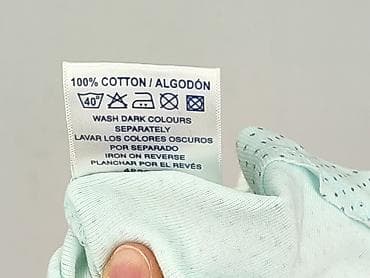 100% COTTON / ALGODÓN
40°
WASH DARK COLOURS
SEPARATELY
LAVAR LOS COLORES OSCUROS
POR SEPARADO
IRON ON REVERSE
PLANCHAR POR EL REVÉS